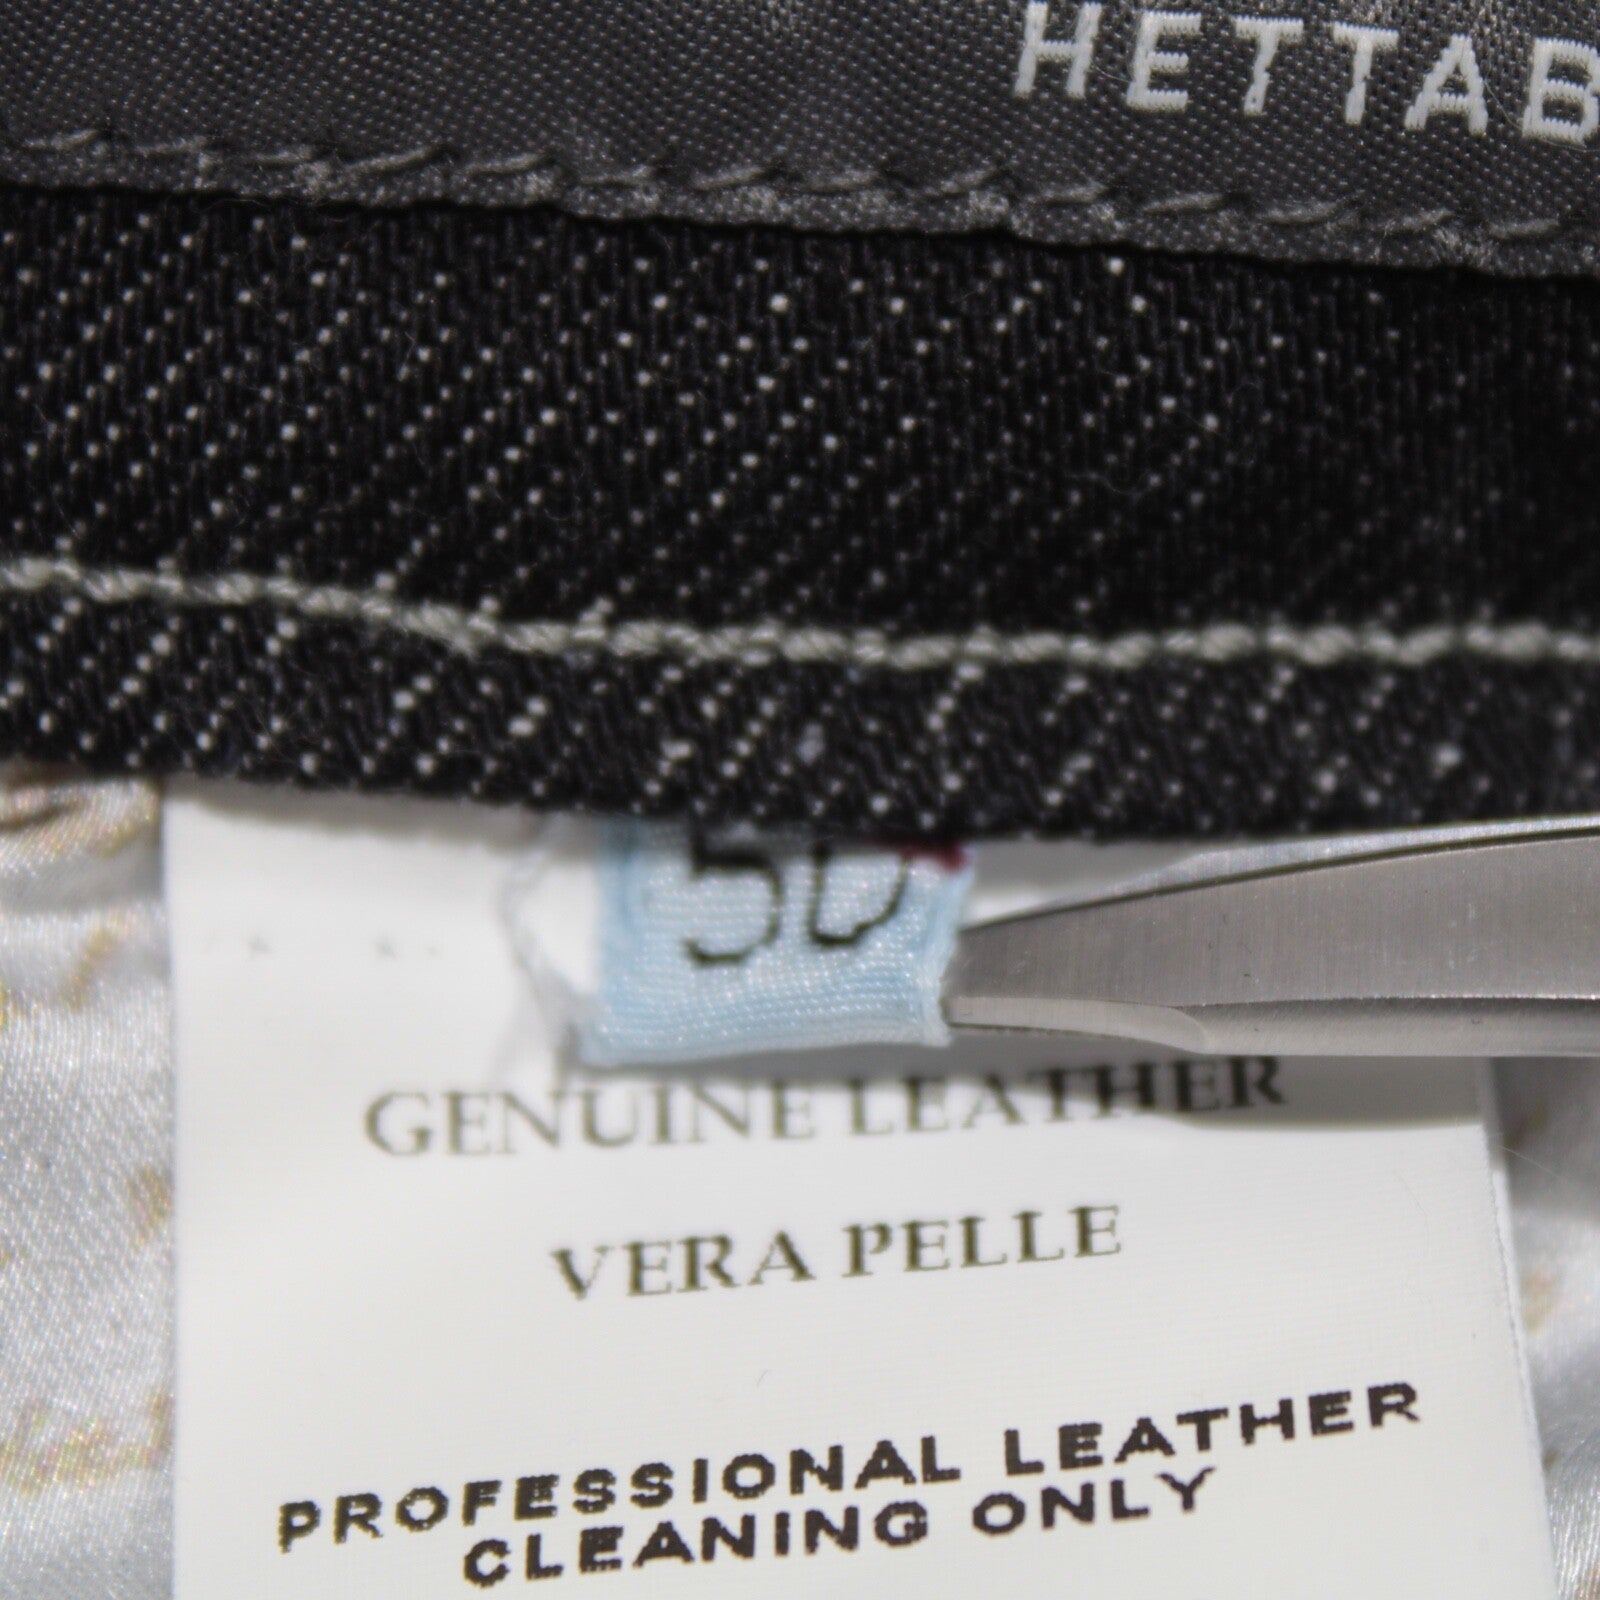 HETTAB
50
GENUINE LEATHER
VERA PELLE
PROFESSIONAL LEATHER
CLEANING ONLY